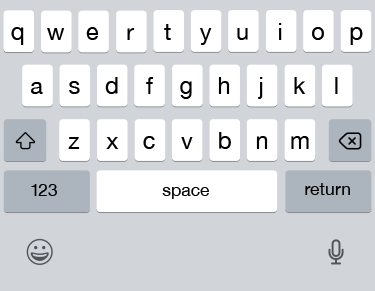 q w e r t y u i o p
a s d f g h j k l
z x c v b n m
123 space return